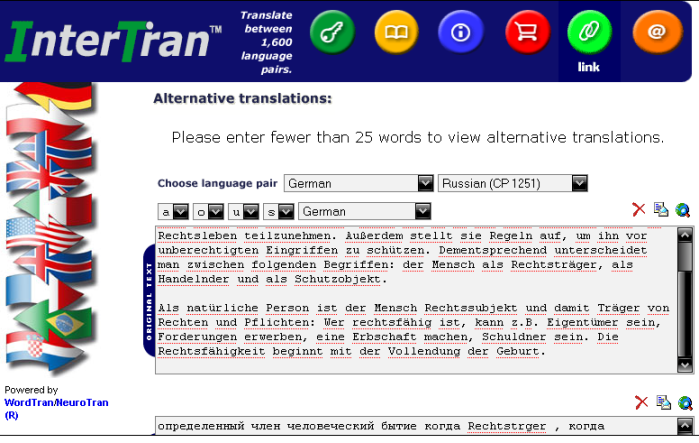 InterTran™
Translate
between
1,600
language
pairs.
link
@
Alternative translations:
Please enter fewer than 25 words to view alternative translations.
Choose language pair German Russian (CP 1251)
a o u s German
ORIGINAL TEXT
Rechtsleben teilzunehmen. Außerdem stellt sie Regeln auf, um ihn vor
unberechtigten Eingriffen zu schützen. Dementsprechend unterscheidet
man zwischen folgenden Begriffen: der Mensch als Rechtsträger, als
Handelnder und als Schutzobjekt.
Als natürliche Person ist der Mensch Rechtssubjekt und damit Träger von
Rechten und Pflichten: Wer rechtsfähig ist, kann z.B. Eigentümer sein,
Forderungen erwerben, eine Erbschaft machen, Schuldner sein. Die
Rechtsfähigkeit beginnt mit der Vollendung der Geburt.
Powered by
WordTran/NeuroTran
(R)
определенный член человеческий бытие когда Rechtstrger , когда